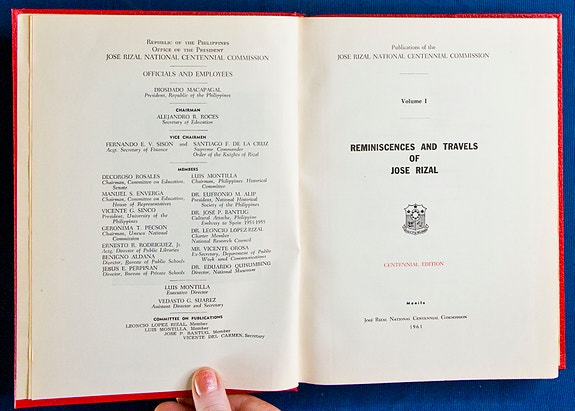 REPUBLIC OF THE PHILIPPINES
OFFICE OF THE PRESIDENT
JOSÉ RIZAL NATIONAL CENTENNIAL COMMISSION
OFFICIALS AND EMPLOYEES
DIOSDADO MACAPAGAL
President, Republic of the Philippines
CHAIRMAN
ALEJANDRO R. ROCES
Secretary of Education
VICE CHAIRMEN
FERNANDO E. V. SISON and SANTIAGO F. DE LA CRUZ
Actg. Secretary of Finance Supreme Commander
Order of the Knights of Rizal
MEMBERS
DECOROSO ROSALES
Chairman, Committee on Education,
Senate
MANUEL S. ENVERGA
Chairman, Committee on Education,
House of Representatives
VICENTE G. SINCO
President, University of the
Philippines
GERONIMA T. PECSON
Chairman, Unesco National
Commission
ERNESTO R. RODRIGUEZ, Jr.
Actg. Director of Public Libraries
BENIGNO ALDANA
Director, Bureau of Public Schools
JESUS E. PERPIÑAN
Director, Bureau of Private Schools
LUIS MONTILLA
Chairman, Philippines Historical
Committee
DR. EUFRONIO M. ALIP
President, National Historical
Society of the Philippines
DR. JOSE P. BANTUG
Cultural Attache, Philippine
Embassy to Spain
DR. LEONCIO LOPEZ RIZAL
Charter Member
National Research Council
MR. VICENTE OROSA
Ex-Secretary, Department of Public
Works and Communications
DR. EDUARDO QUISUMBING
Director, National Museum
LUIS MONTILLA
Executive Director
VEDASTO G. SUAREZ
Assistant Director and Secretary
COMMITTEE ON PUBLICATIONS
LEONCIO LOPEZ RIZAL, Member
LUIS MONTILLA, Member
JOSE P. BANTUG, Member
VICENTE DEL CARMEN, Secretary
Publications of the
JOSÉ RIZAL NATIONAL CENTENNIAL COMMISSION
Volume I
REMINISCENCES AND TRAVELS
OF
JOSE RIZAL
CENTENNIAL EDITION
Manila
JOSÉ RIZAL NATIONAL CENTENNIAL COMMISSION
1961